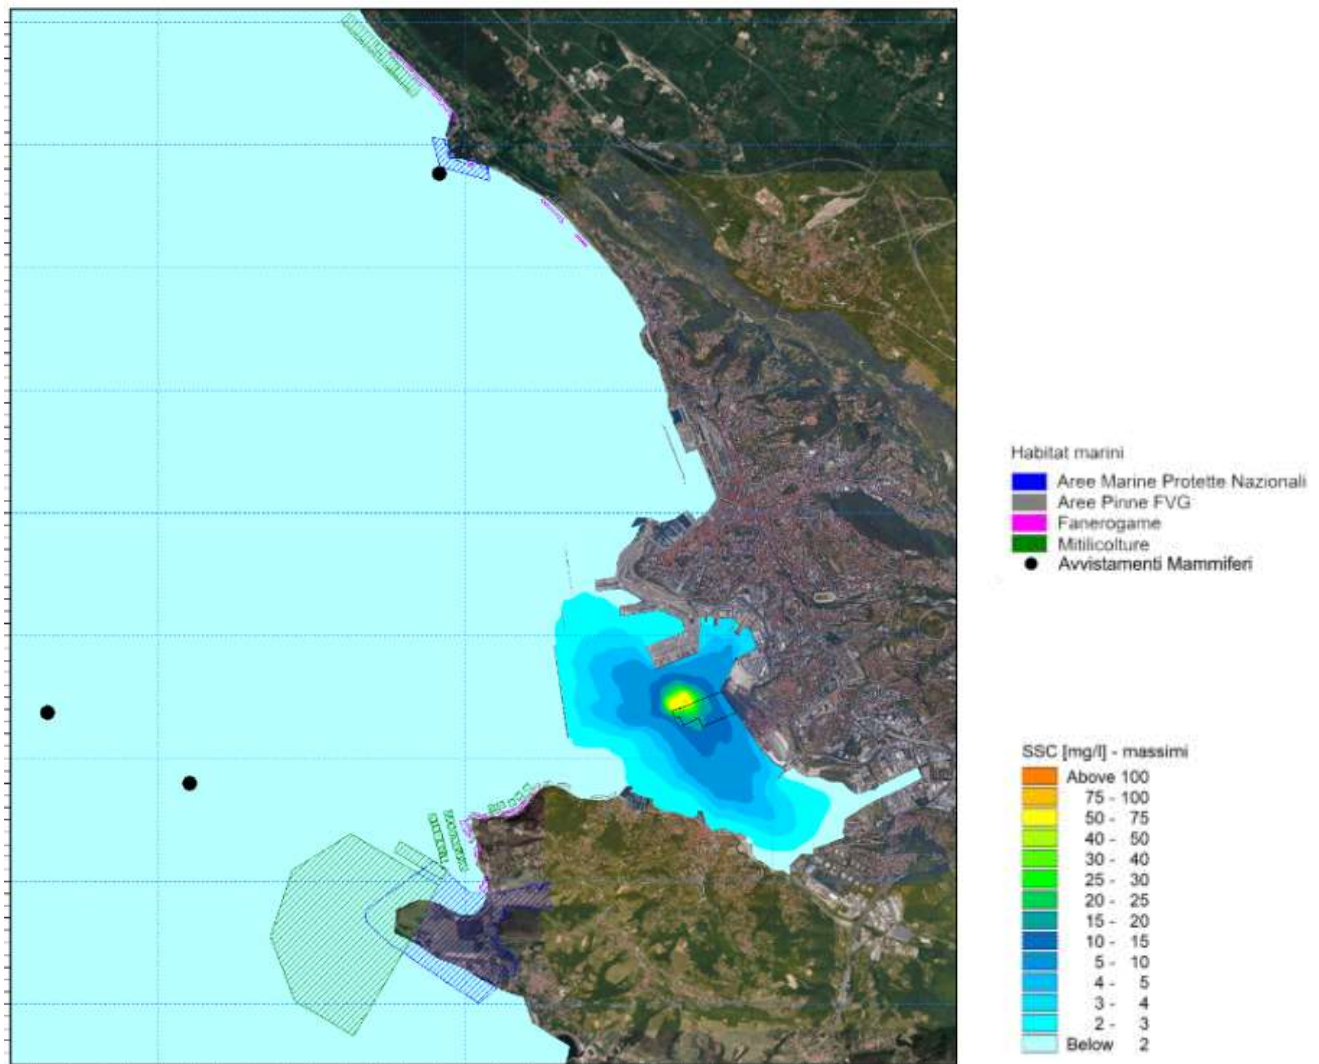 Habitat marini
Aree Marine Protette Nazionali
Aree Pinne FVG
Fanerogame
Mitilicolture
Avvistamenti Mammiferi
SSC [mg/l] - massimi
Above 100
75 - 100
50 - 75
40 - 50
30 - 40
25 - 30
20 - 25
15 - 20
10 - 15
5 - 10
4 - 5
3 - 4
2 - 3
Below 2